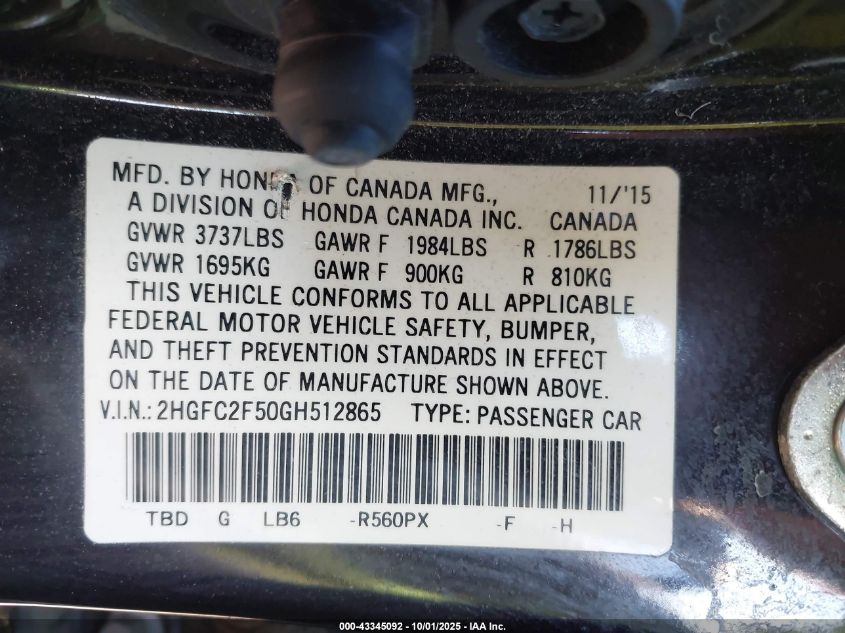 MFD. BY HONDA OF CANADA MFG., 11/'15
A DIVISION OF HONDA CANADA INC. CANADA
GVWR 3737LBS GAWR F 1984LBS R 1786LBS
GVWR 1695KG GAWR F 900KG R 810KG
THIS VEHICLE CONFORMS TO ALL APPLICABLE
FEDERAL MOTOR VEHICLE SAFETY, BUMPER,
AND THEFT PREVENTION STANDARDS IN EFFECT
ON THE DATE OF MANUFACTURE SHOWN ABOVE.
V.I.N.: 2HGFC2F50GH512865 TYPE: PASSENGER CAR
TBD G LB6 -R560PX -F -H
000-43345092 - 10/01/2025 - IAA Inc.